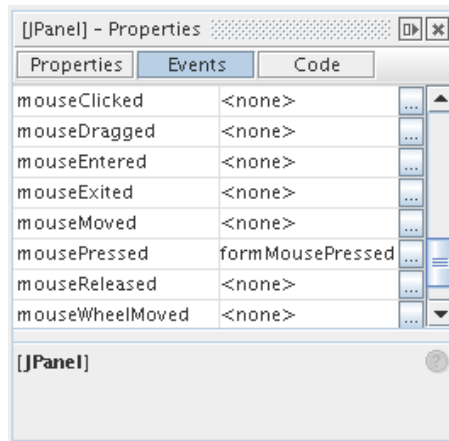 [JPanel] - Properties
Properties Events Code
mouseClicked <none> ...
mouseDragged <none> ...
mouseEntered <none> ...
mouseExited <none> ...
mouseMoved <none> ...
mousePressed formMousePressed ...
mouseReleased <none> ...
mouseWheelMoved <none> ...
[JPanel] ?